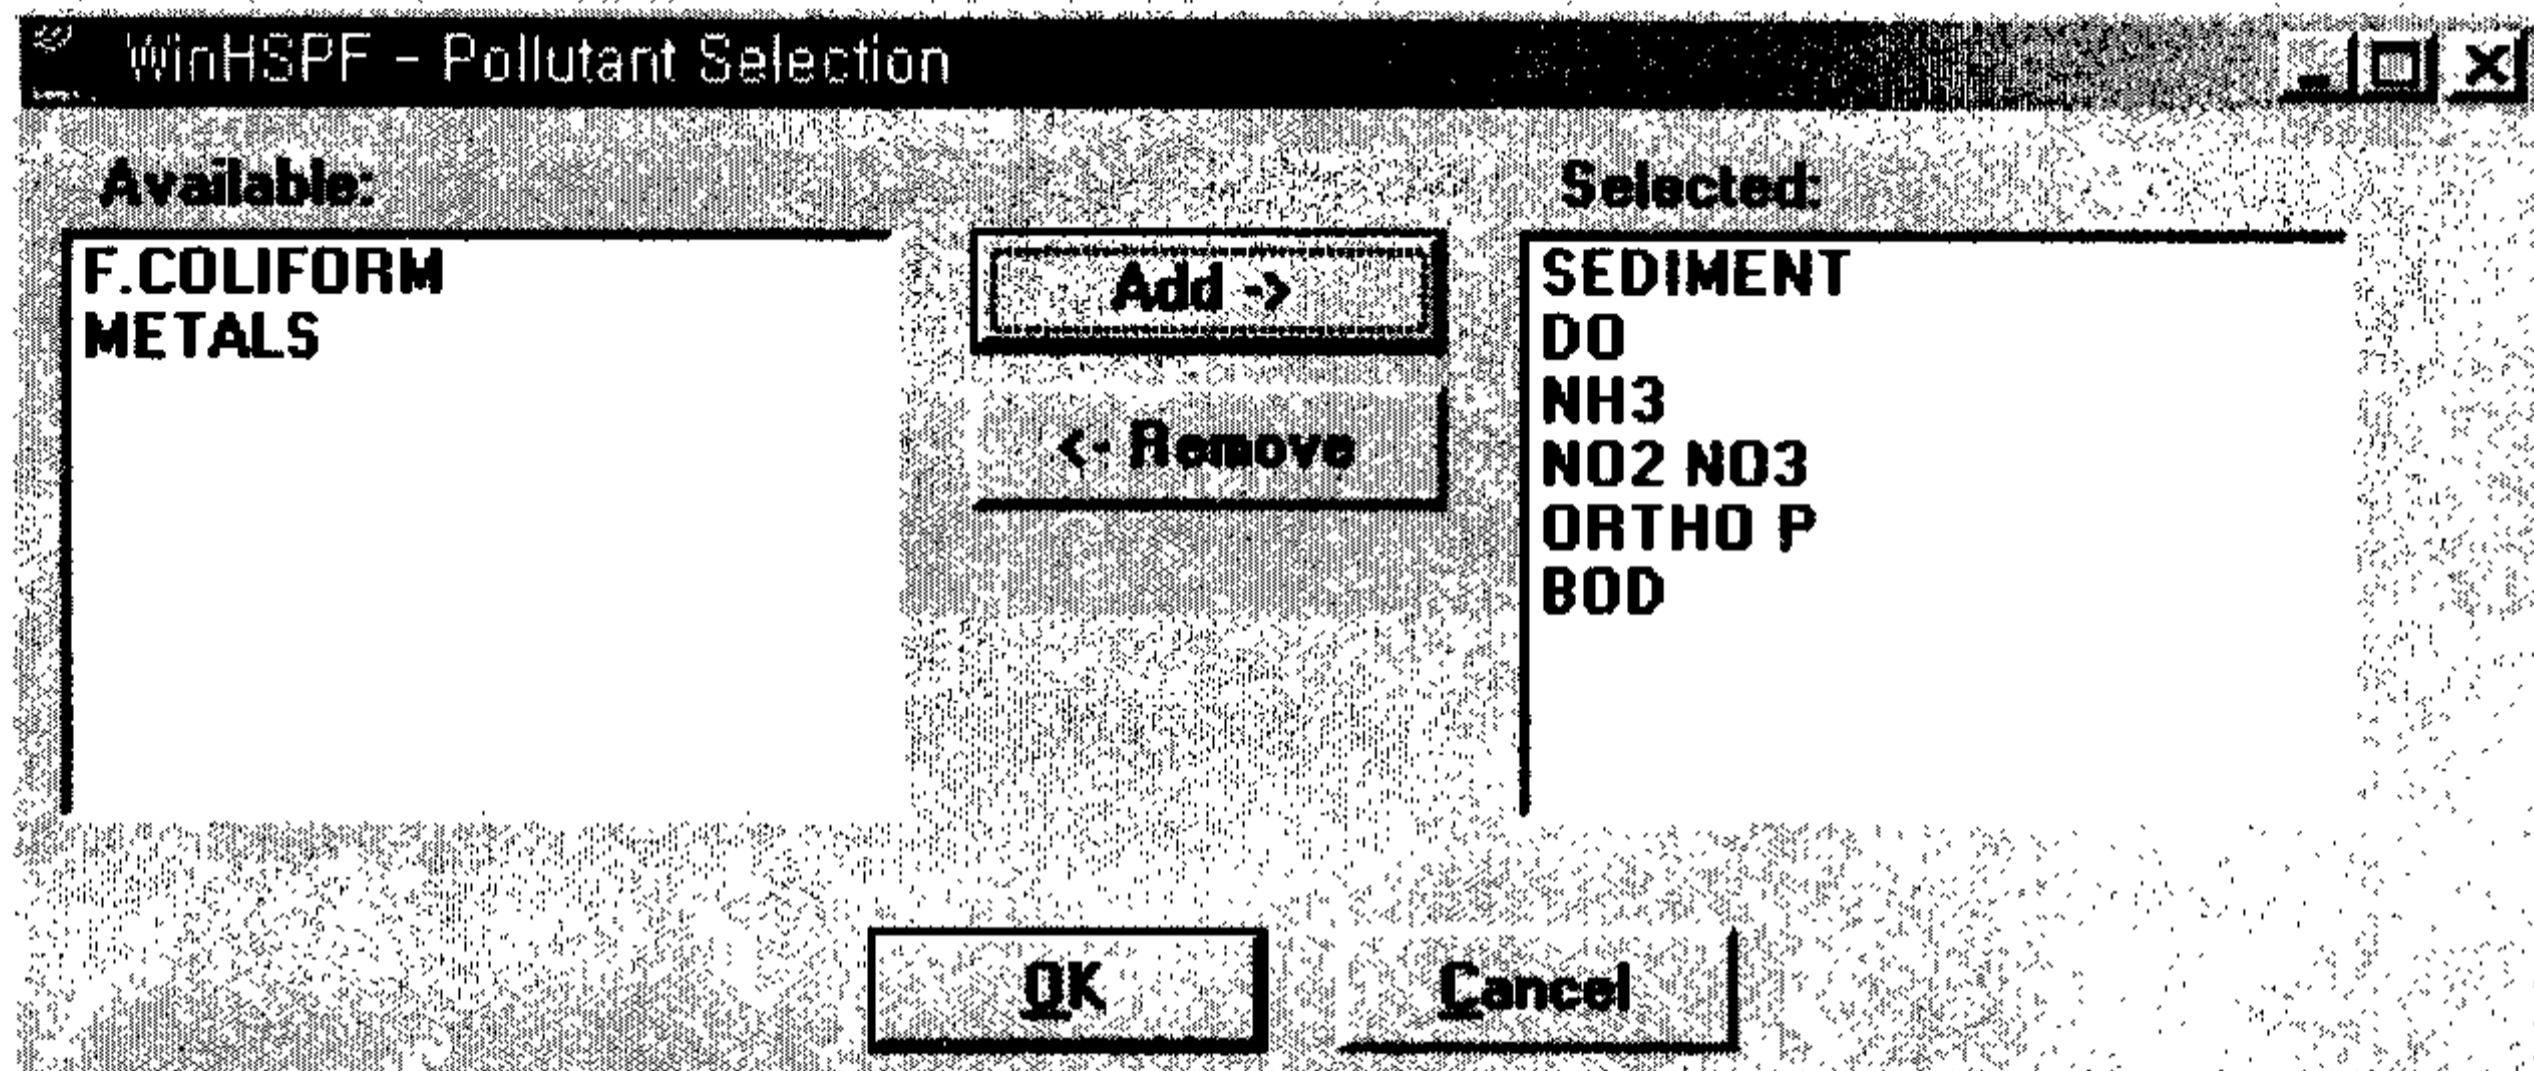 WinHSPF - Pollutant Selection
Available:
F.COLIFORM
METALS
Add ->
<- Remove
Selected:
SEDIMENT
DO
NH3
NO2 NO3
ORTHO P
BOD
OK
Cancel